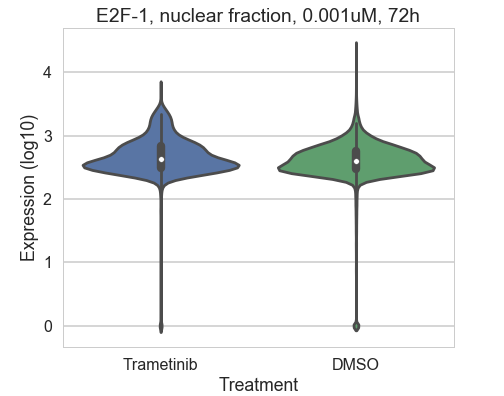 E2F-1, nuclear fraction, 0.001uM, 72h
Expression (log10)
4
3
2
1
0
Trametinib DMSO
Treatment